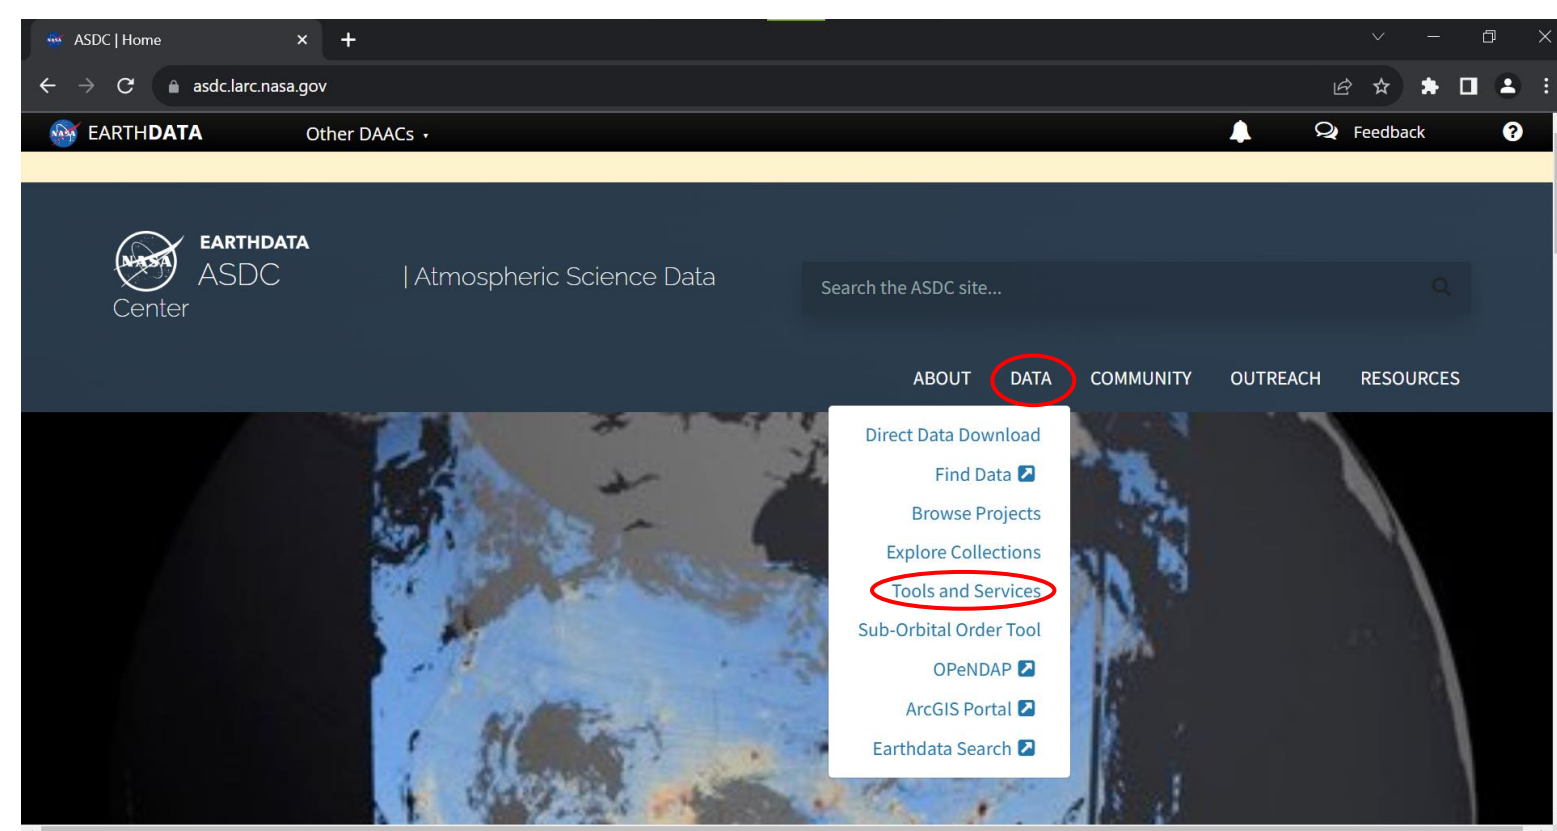 ASDC | Home
asdc.larc.nasa.gov
NASA EARTHDATA Other DAACs Feedback ?
NASA
EARTHDATA
ASDC | Atmospheric Science Data
Center
Search the ASDC site...
ABOUT DATA COMMUNITY OUTREACH RESOURCES
Direct Data Download
Find Data
Browse Projects
Explore Collections
Tools and Services
Sub-Orbital Order Tool
OPeNDAP
ArcGIS Portal
Earthdata Search